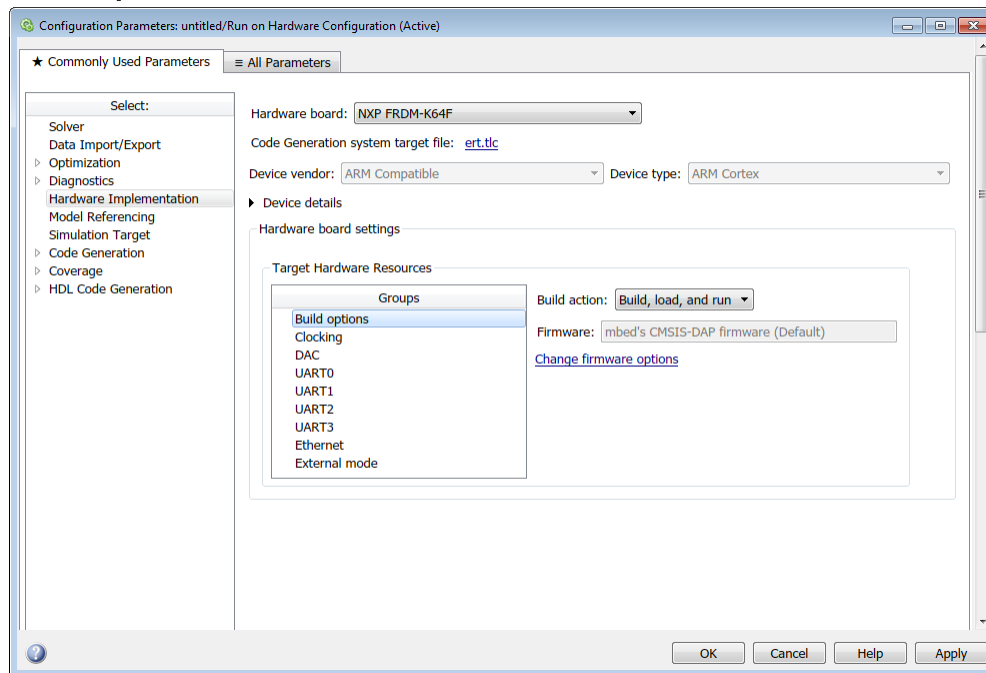 Configuration Parameters: untitled/Run on Hardware Configuration (Active)
★ Commonly Used Parameters
≡ All Parameters
Select:
Solver
Data Import/Export
Optimization
Diagnostics
Hardware Implementation
Model Referencing
Simulation Target
Code Generation
Coverage
HDL Code Generation
Hardware board: NXP FRDM-K64F
Code Generation system target file: ert.tlc
Device vendor: ARM Compatible Device type: ARM Cortex
Device details
Hardware board settings
Target Hardware Resources
Groups
Build options
Clocking
DAC
UART0
UART1
UART2
UART3
Ethernet
External mode
Build action: Build, load, and run
Firmware: mbed's CMSIS-DAP firmware (Default)
Change firmware options
OK Cancel Help Apply